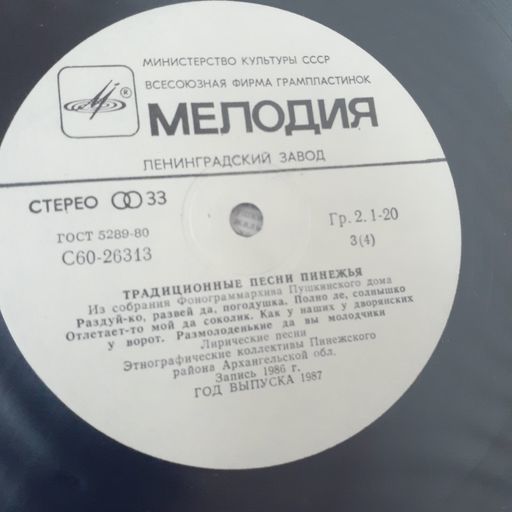 МИНИСТЕРСТВО КУЛЬТУРЫ СССР
ВСЕСОЮЗНАЯ ФИРМА ГРАМПЛАСТИНОК
®
МЕЛОДИЯ
ЛЕНИНГРАДСКИЙ ЗАВОД
СТЕРЕО 33
Гр. 2. 1-20
ГОСТ 5289-80
3(4)
С60-26313
ТРАДИЦИОННЫЕ ПЕСНИ ПИНЕЖЬЯ
Из собрания Фонограммархива Пушкинского дома
Раздуй-ко, развей да, погодушка. Полно ле, солнышко
Отлетает-то мой да соколик. Как у наших у дворянских
у ворот. Размолоденькие да вы молодчики
Лирические песни
Этнографические коллективы Пинежского
района Архангельской обл.
Запись 1986 г.
ГОД ВЫПУСКА 1987